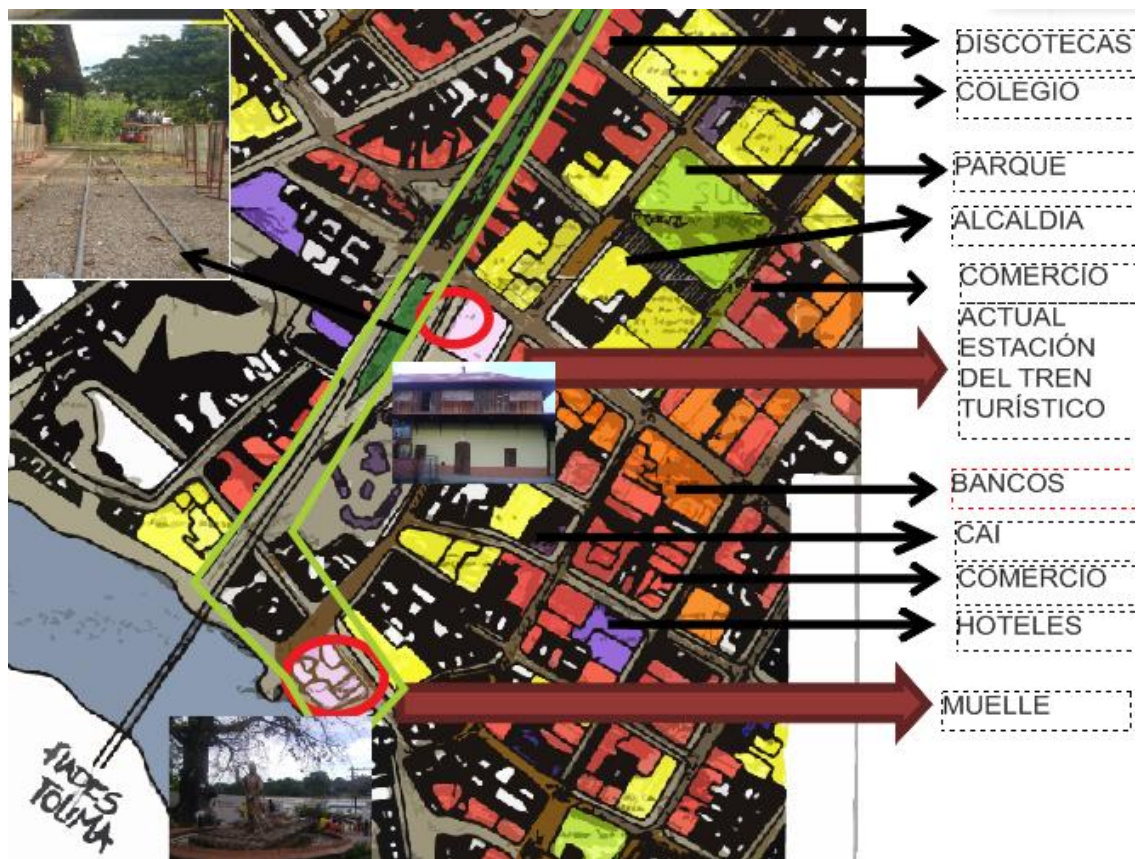 DISCOTECAS
COLEGIO
PARQUE
ALCALDIA
COMERCIO
ACTUAL
ESTACIÓN
DEL TREN
TURÍSTICO
BANCOS
CAI
COMERCIO
HOTELES
MUELLE
FLADES
TOLIMA